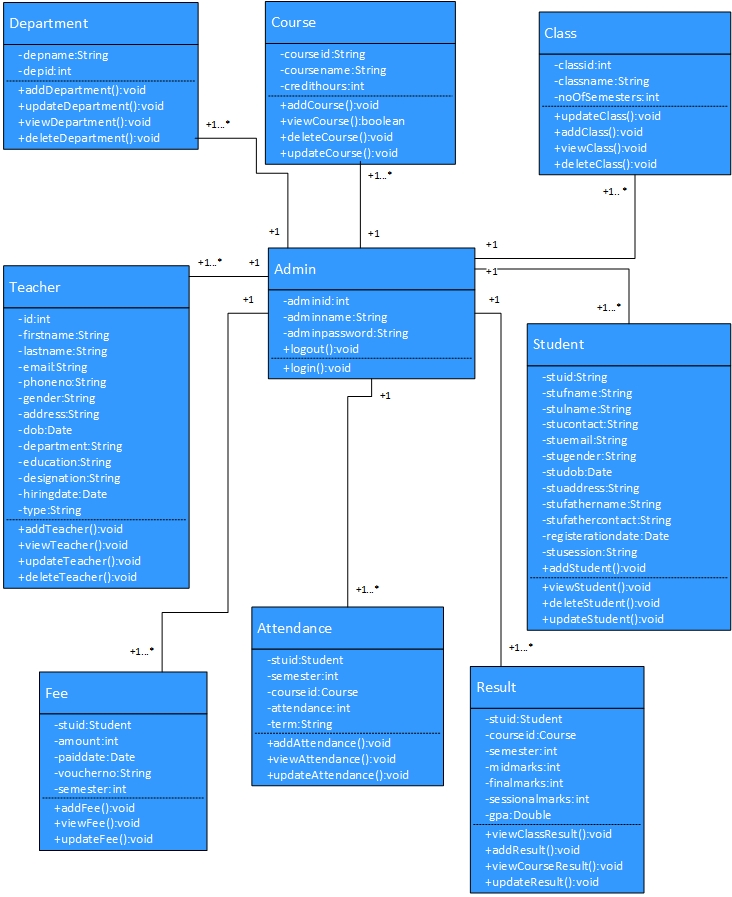 Department
-depname:String
-depid:int
+addDepartment():void
+updateDepartment():void
+viewDepartment():void
+deleteDepartment():void
+1...*
+1
Course
-courseid:String
-coursename:String
-credithours:int
+addCourse():void
+viewCourse():boolean
+deleteCourse():void
+updateCourse():void
+1...*
+1
Class
-classid:int
-classname:String
-noOfSemesters:int
+updateClass():void
+addClass():void
+viewClass():void
+deleteClass():void
+1.. *
+1
Admin
-adminid:int
-adminname:String
-adminpassword:String
+logout():void
+login():void
+1...*
+1
Teacher
-id:int
-firstname:String
-lastname:String
-email:String
-phoneno:String
-gender:String
-address:String
-dob:Date
-department:String
-education:String
-designation:String
-hiringdate:Date
-type:String
+addTeacher():void
+viewTeacher():void
+updateTeacher():void
+deleteTeacher():void
+1
+1...*
Student
-stuid:String
-stufname:String
-stulname:String
-stucontact:String
-stuemail:String
-stugender:String
-studob:Date
-stuaddress:String
-stufathername:String
-stufathercontact:String
-registerationdate:Date
-stusession:String
+addStudent():void
+viewStudent():void
+deleteStudent():void
+updateStudent():void
+1
+1...*
Fee
-stuid:Student
-amount:int
-paiddate:Date
-voucherno:String
-semester:int
+addFee():void
+viewFee():void
+updateFee():void
+1
+1...*
Attendance
-stuid:Student
-semester:int
-courseid:Course
-attendance:int
-term:String
+addAttendance():void
+viewAttendance():void
+updateAttendance():void
+1
+1...*
Result
-stuid:Student
-courseid:Course
-semester:int
-midmarks:int
-finalmarks:int
-sessionalmarks:int
-gpa:Double
+viewClassResult():void
+addResult():void
+viewCourseResult():void
+updateResult():void